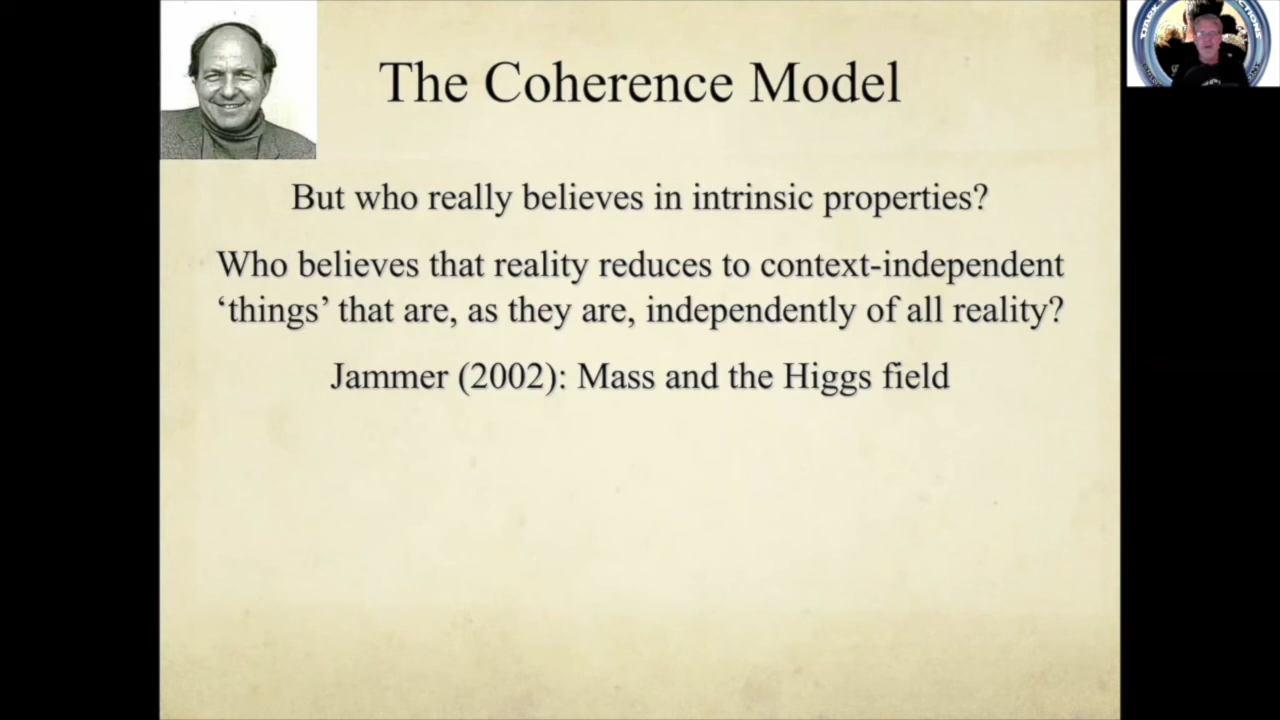 The Coherence Model
But who really believes in intrinsic properties?
Who believes that reality reduces to context-independent
‘things’ that are, as they are, independently of all reality?
Jammer (2002): Mass and the Higgs field